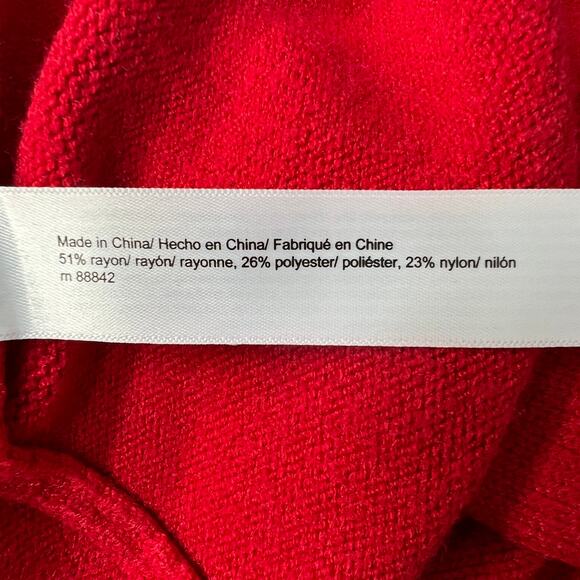 Made in China/ Hecho en China/ Fabriqué en Chine
51% rayon/ rayón/ rayonne, 26% polyester/ poliéster, 23% nylon/ nilón
m 88842